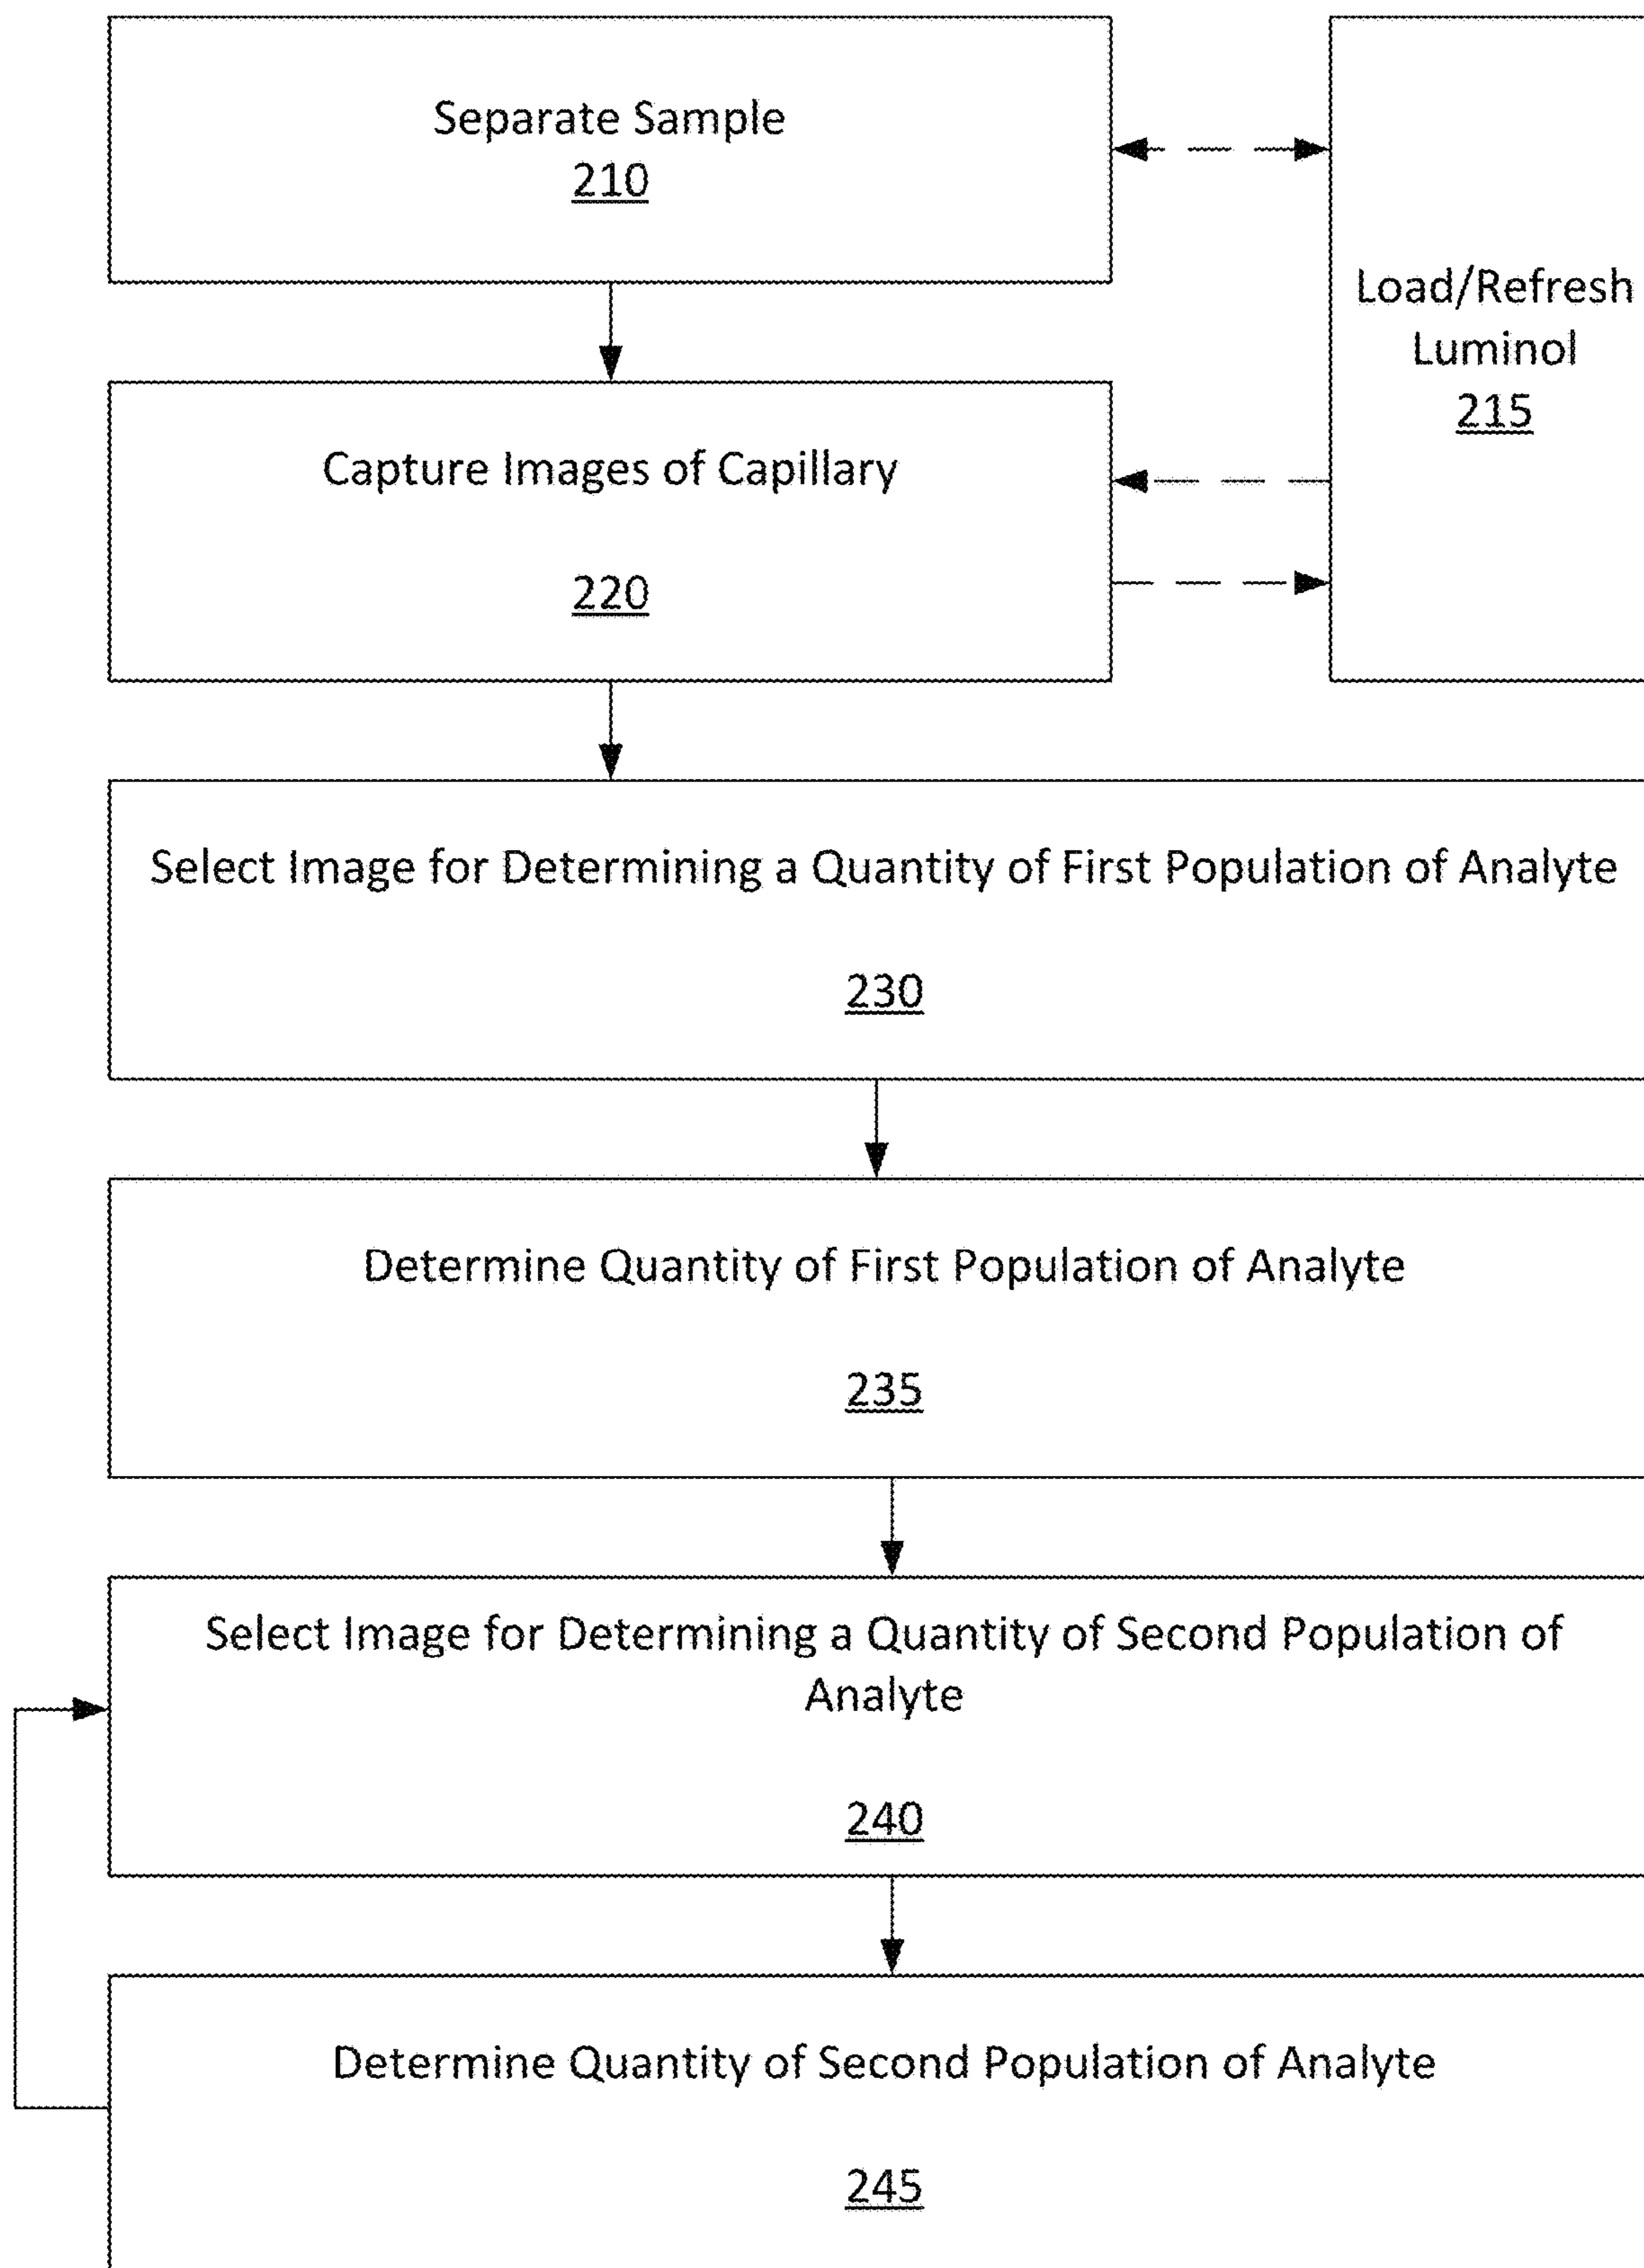 Separate Sample
210
Load/Refresh
Luminol
215
Capture Images of Capillary
220
Select Image for Determining a Quantity of First Population of Analyte
230
Determine Quantity of First Population of Analyte
235
Select Image for Determining a Quantity of Second Population of
Analyte
240
Determine Quantity of Second Population of Analyte
245